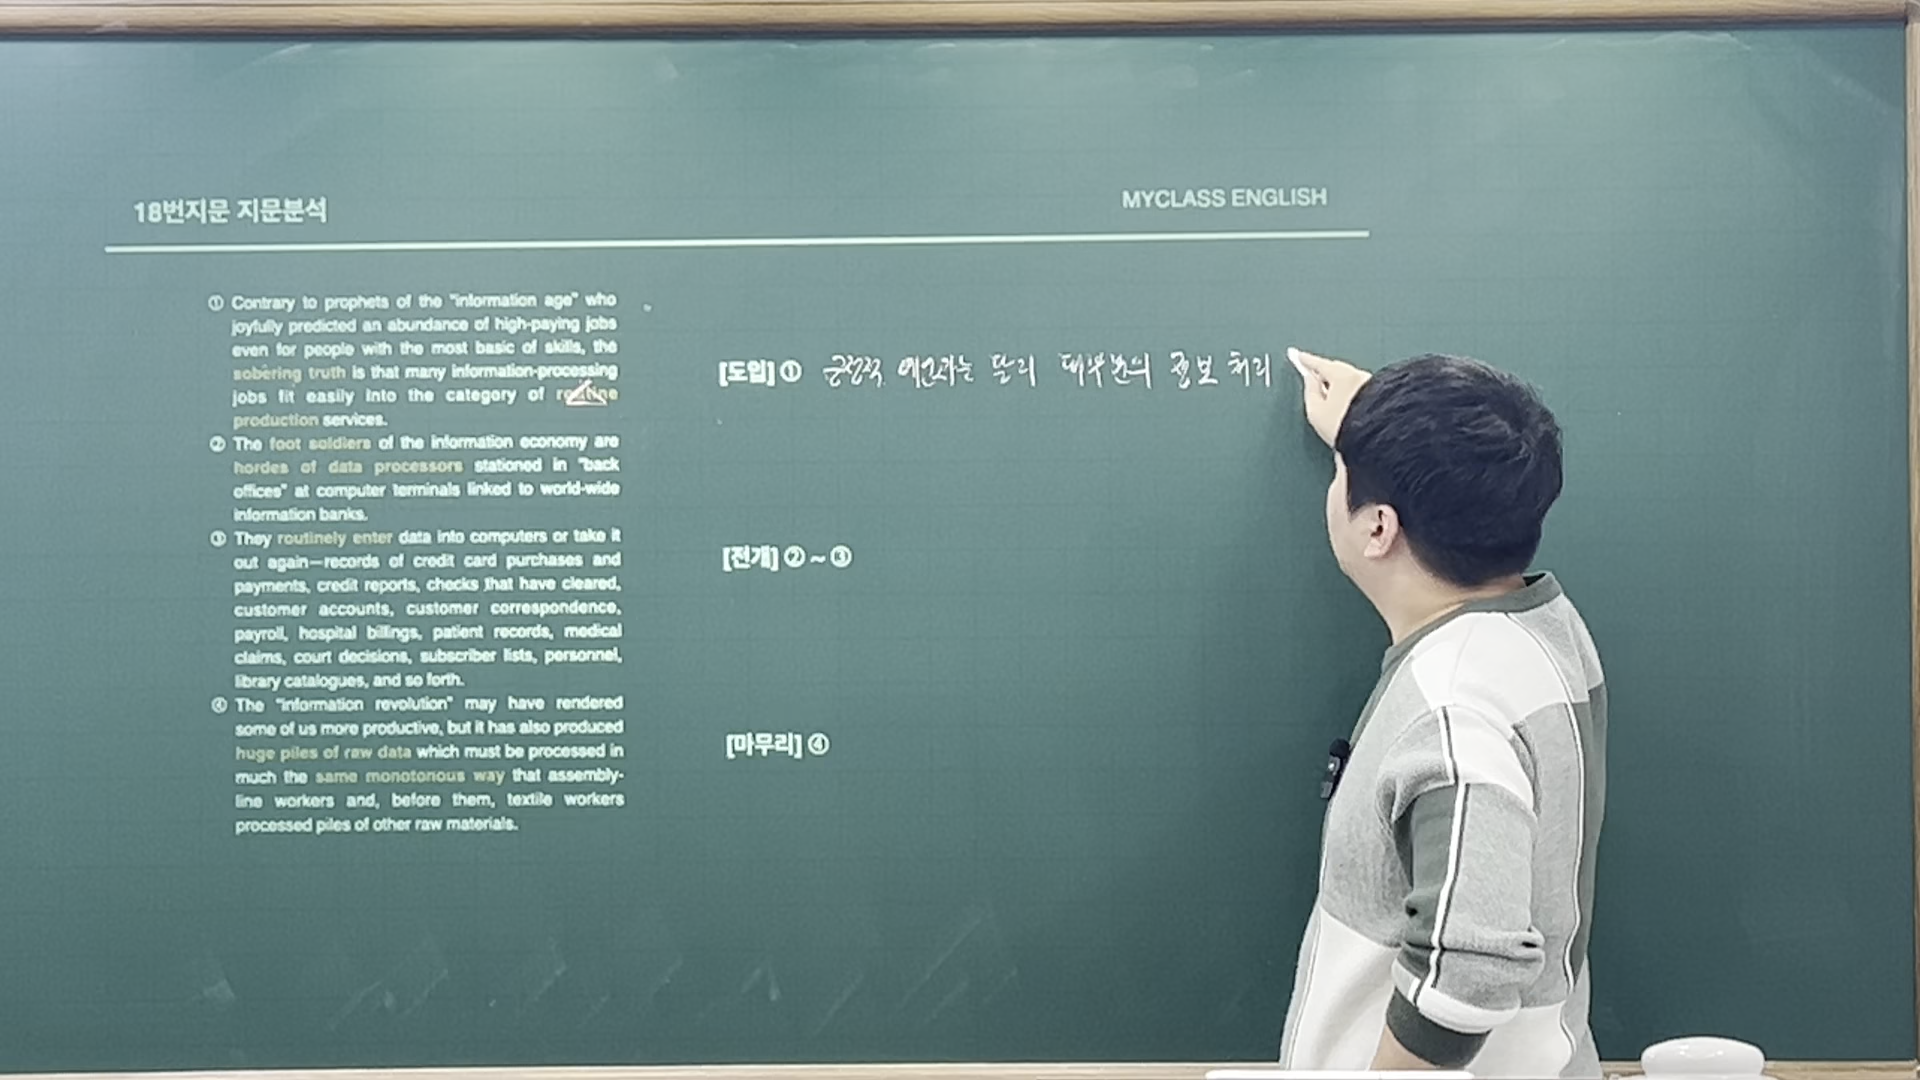 18번지문 지문분석
MYCLASS ENGLISH
① Contrary to prophets of the "information age" who
joyfully predicted an abundance of high-paying jobs
even for people with the most basic of skills, the
sobering truth is that many information-processing
jobs fit easily into the category of routine
production services.
② The foot soldiers of the information economy are
hordes of data processors stationed in "back
offices" at computer terminals linked to world-wide
information banks.
③ They routinely enter data into computers or take it
out again—records of credit card purchases and
payments, credit reports, checks that have cleared,
customer accounts, customer correspondence,
payroll, hospital billings, patient records, medical
claims, court decisions, subscriber lists, personnel,
library catalogues, and so forth.
④ The "information revolution" may have rendered
some of us more productive, but it has also produced
huge piles of raw data which must be processed in
much the same monotonous way that assembly-
line workers and, before them, textile workers
processed piles of other raw materials.
[도입] ① 긍정적 예언과는 달리 대부분의 정보 처리
[전개] ② ~ ③
[마무리] ④